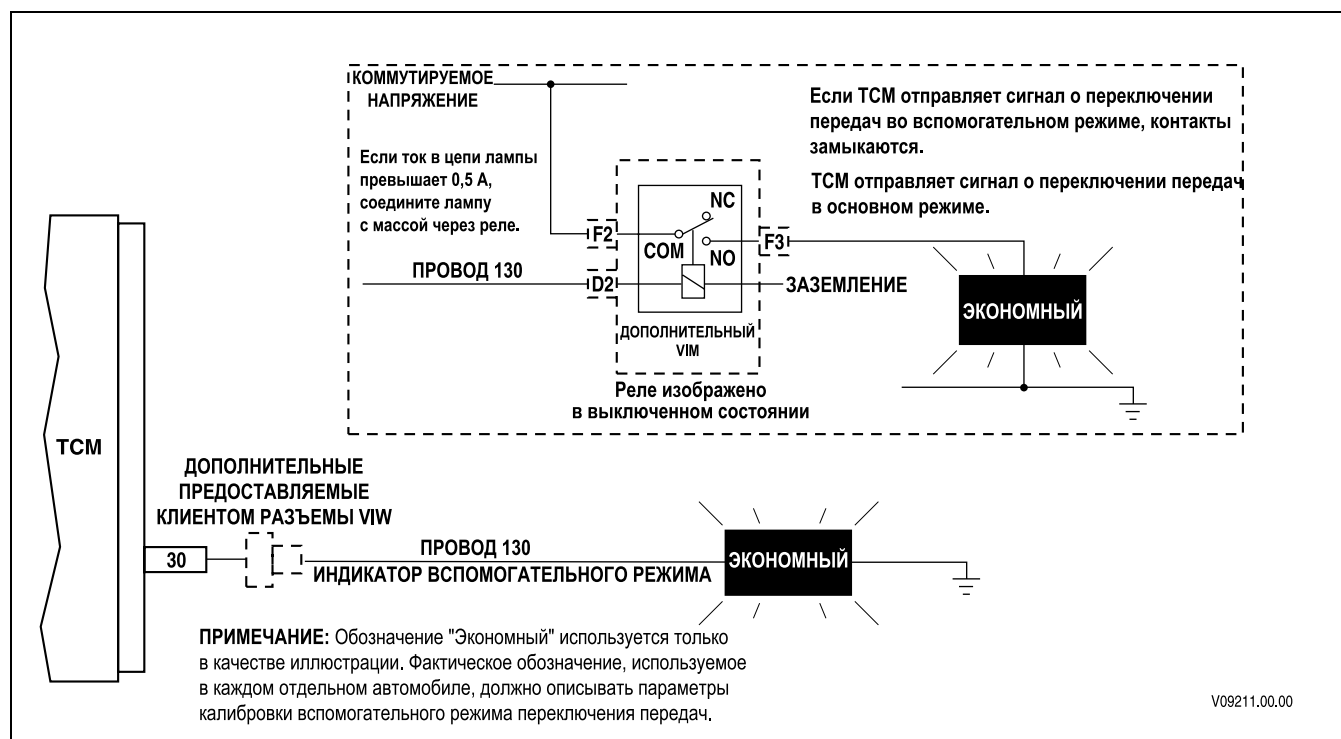 КОММУТИРУЕМОЕ
НАПРЯЖЕНИЕ
Если ТСМ отправляет сигнал о переключении
передач во вспомогательном режиме, контакты
замыкаются.
ТСМ отправляет сигнал о переключении передач
в основном режиме.
Если ток в цепи лампы
превышает 0,5 А,
соедините лампу
с массой через реле.
NC
F2
COM
NO
F3
ПРОВОД 130
D2
ЗАЗЕМЛЕНИЕ
ЭКОНОМНЫЙ
ДОПОЛНИТЕЛЬНЫЙ
VIM
Реле изображено
в выключенном состоянии
ТСМ
ДОПОЛНИТЕЛЬНЫЕ
ПРЕДОСТАВЛЯЕМЫЕ
КЛИЕНТОМ РАЗЪЕМЫ VIW
30
ПРОВОД 130
ИНДИКАТОР ВСПОМОГАТЕЛЬНОГО РЕЖИМА
ЭКОНОМНЫЙ
ПРИМЕЧАНИЕ: Обозначение "Экономный" используется только
в качестве иллюстрации. Фактическое обозначение, используемое
в каждом отдельном автомобиле, должно описывать параметры
калибровки вспомогательного режима переключения передач.
V09211.00.00